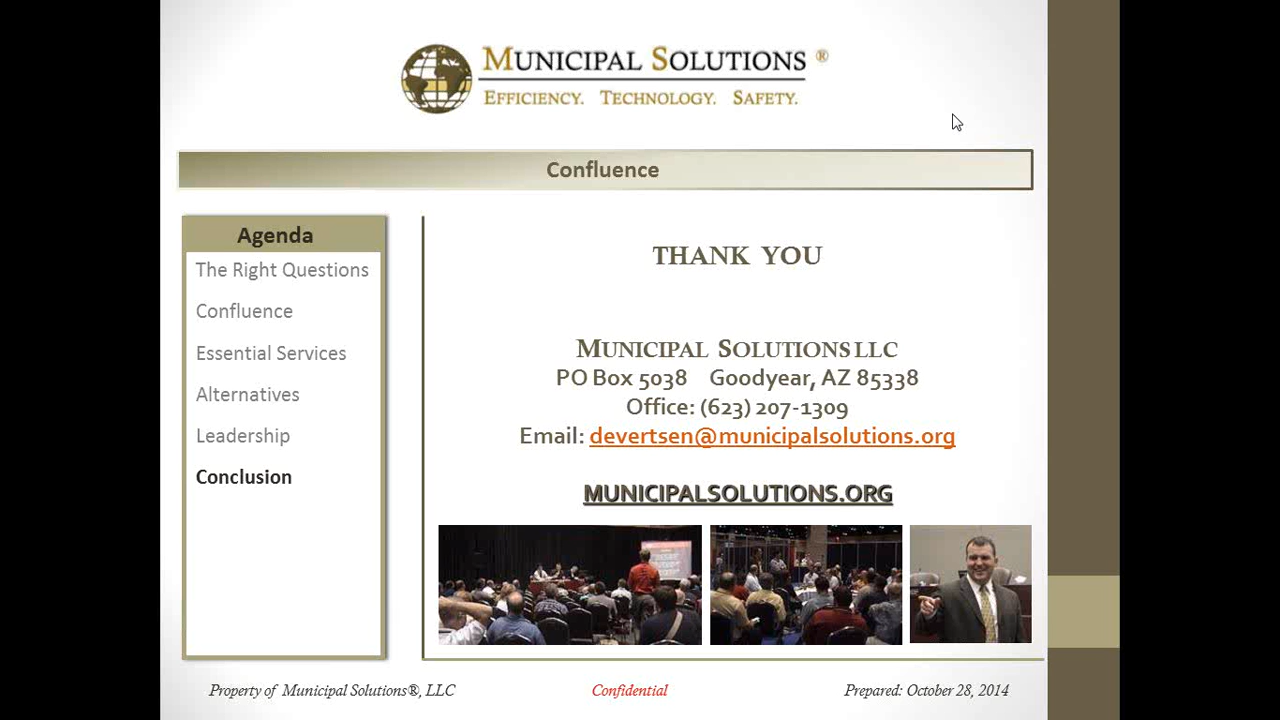 MUNICIPAL SOLUTIONS ®
EFFICIENCY. TECHNOLOGY. SAFETY.
Confluence
Agenda
The Right Questions
Confluence
Essential Services
Alternatives
Leadership
Conclusion
THANK YOU
MUNICIPAL SOLUTIONS LLC
PO Box 5038 Goodyear, AZ 85338
Office: (623) 207-1309
Email: devertsen@municipalsolutions.org
MUNICIPALSOLUTIONS.ORG
Property of Municipal Solutions®, LLC
Confidential
Prepared: October 28, 2014